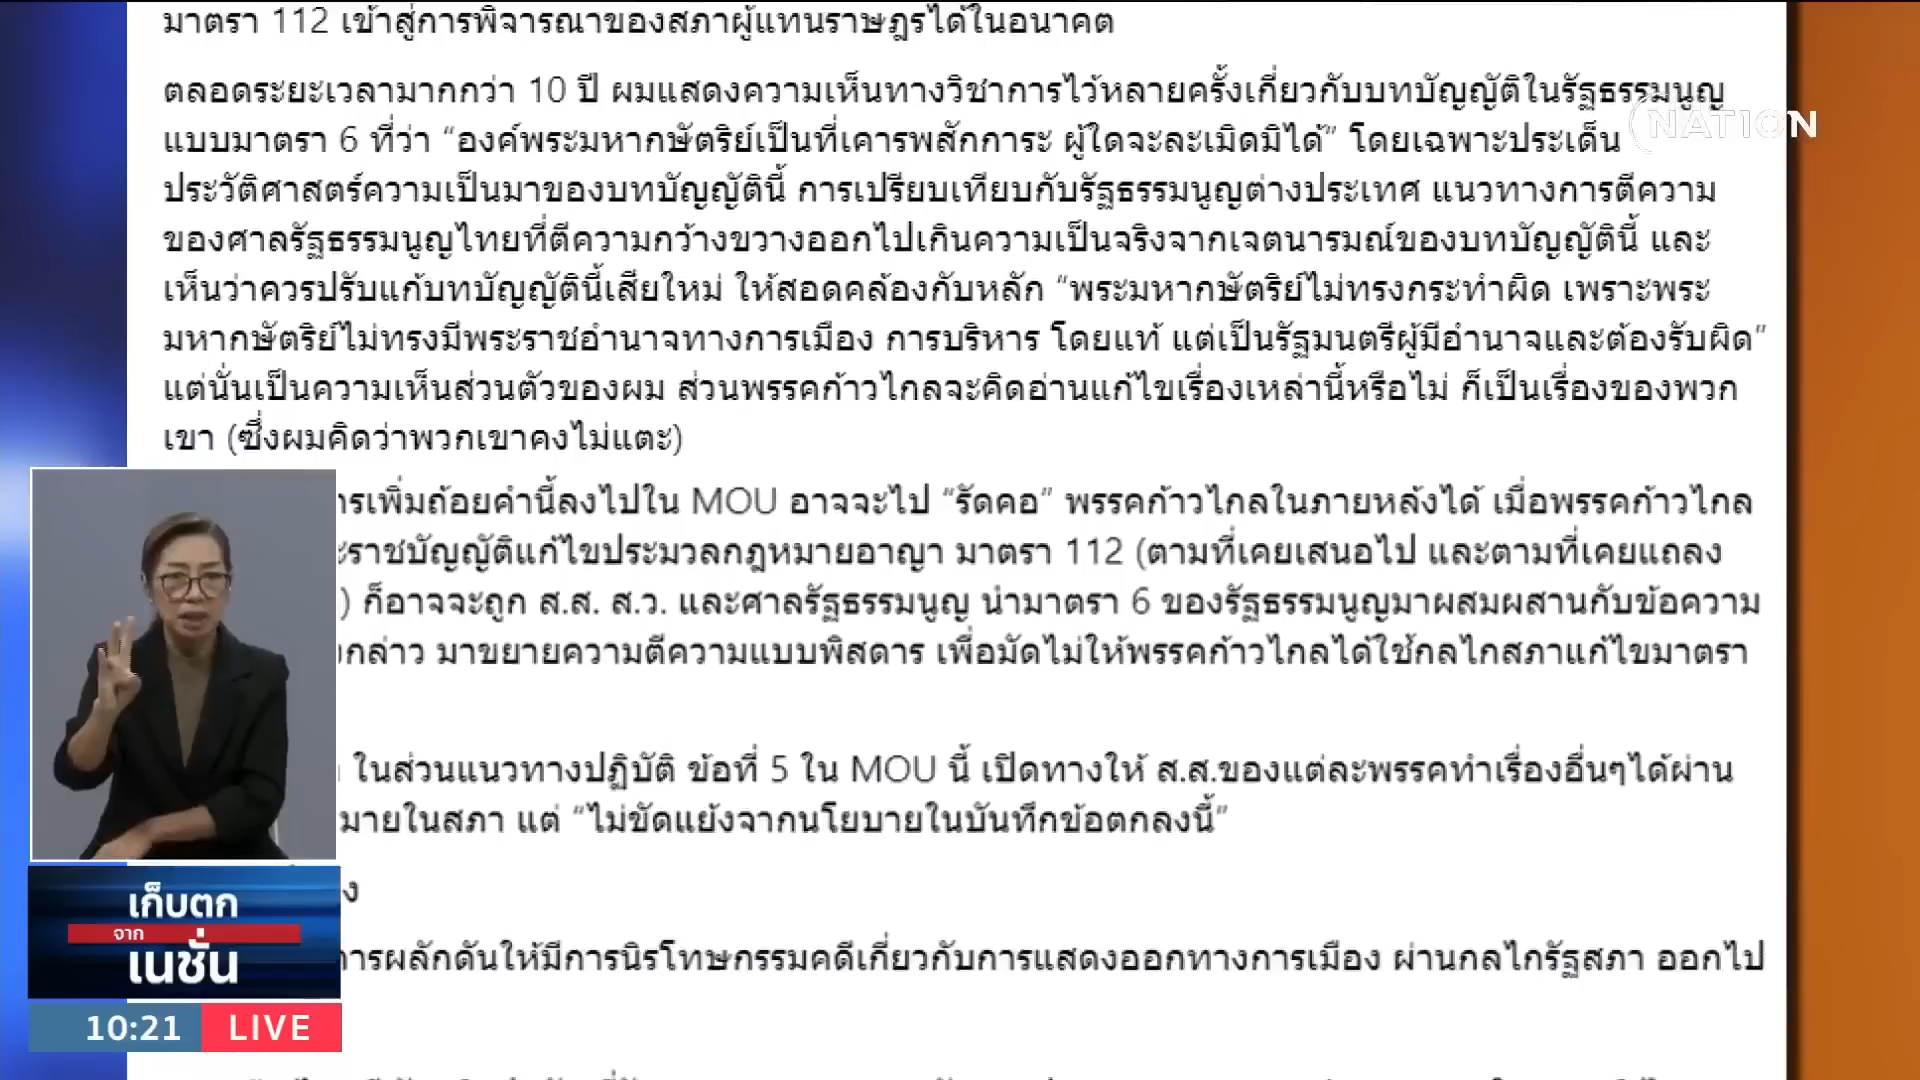 มาตรา 112 เข้าสู่การพิจารณาของสภาผู้แทนราษฎรได้ในอนาคต
ตลอดระยะเวลามากกว่า 10 ปี ผมแสดงความเห็นทางวิชาการไว้หลายครั้งเกี่ยวกับบทบัญญัติในรัฐธรรมนูญ
NATION
แบบมาตรา 6 ที่ว่า “องค์พระมหากษัตริย์เป็นที่เคารพสักการะ ผู้ใดจะละเมิดมิได้” โดยเฉพาะประเด็น
ประวัติศาสตร์ความเป็นมาของบทบัญญัตินี้ การเปรียบเทียบกับรัฐธรรมนูญต่างประเทศ แนวทางการตีความ
ของศาลรัฐธรรมนูญไทยที่ตีความกว้างขวางออกไปเกินความเป็นจริงจากเจตนารมณ์ของบทบัญญัตินี้ และ
เห็นว่าควรปรับแก้บทบัญญัตินี้เสียใหม่ ให้สอดคล้องกับหลัก “พระมหากษัตริย์ไม่ทรงกระทำผิด เพราะพระ
มหากษัตริย์ไม่ทรงมีพระราชอำนาจทางการเมือง การบริหาร โดยแท้ แต่เป็นรัฐมนตรีผู้มีอำนาจและต้องรับผิด”
แต่นั่นเป็นความเห็นส่วนตัวของผม ส่วนพรรคก้าวไกลจะคิดอ่านแก้ไขเรื่องเหล่านี้หรือไม่ ก็เป็นเรื่องของพวก
เขา (ซึ่งผมคิดว่าพวกเขาคงไม่แตะ)
ารเพิ่มถ้อยคำนี้ลงไปใน MOU อาจจะไป “รัดคอ” พรรคก้าวไกลในภายหลังได้ เมื่อพรรคก้าวไกล
ะราชบัญญัติแก้ไขประมวลกฎหมายอาญา มาตรา 112 (ตามที่เคยเสนอไป และตามที่เคยแถลง
) ก็อาจจะถูก ส.ส. ส.ว. และศาลรัฐธรรมนูญ นำมาตรา 6 ของรัฐธรรมนูญมาผสมผสานกับข้อความ
งกล่าว มาขยายความตีความแบบพิสดาร เพื่อมัดไม่ให้พรรคก้าวไกลได้ใช้กลไกสภาแก้ไขมาตรา
ในส่วนแนวทางปฏิบัติ ข้อที่ 5 ใน MOU นี้ เปิดทางให้ ส.ส.ของแต่ละพรรคทำเรื่องอื่นๆได้ผ่าน
มายในสภา แต่ “ไม่ขัดแย้งจากนโยบายในบันทึกข้อตกลงนี้”
ง
ารผลักดันให้มีการนิรโทษกรรมคดีเกี่ยวกับการแสดงออกทางการเมือง ผ่านกลไกรัฐสภา ออกไป
เก็บตก
จาก
เนชั่น
10:21 LIVE